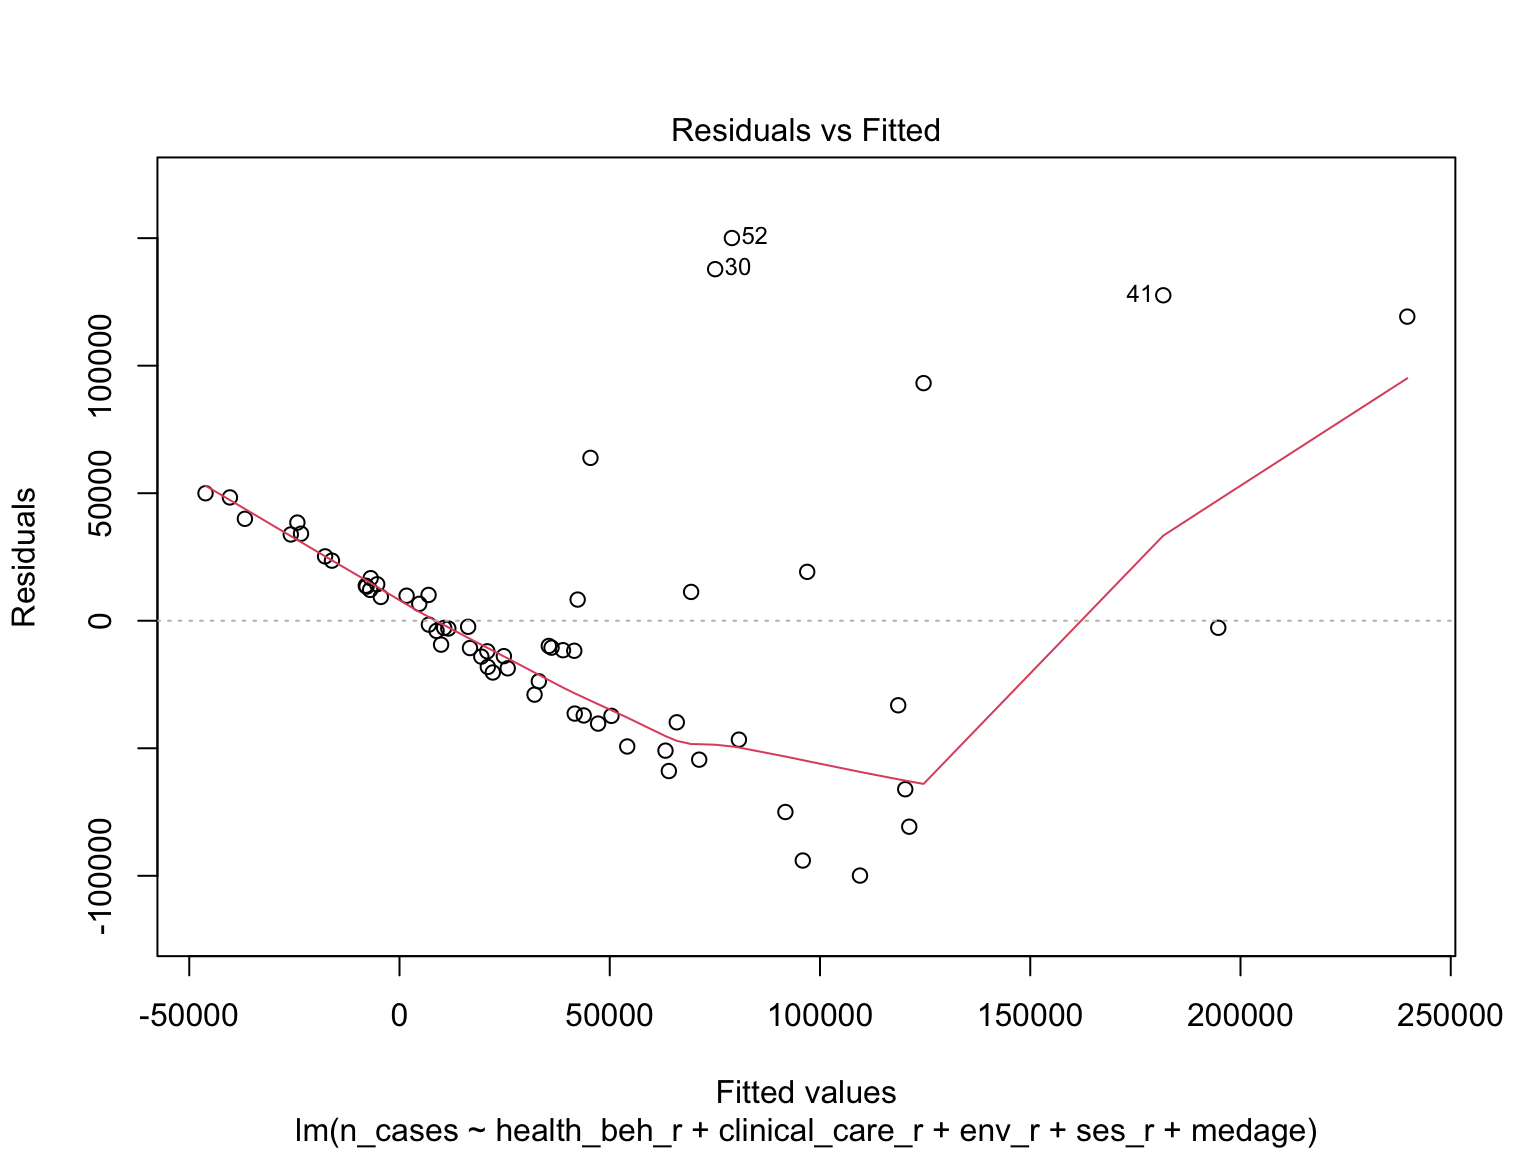 Residuals vs Fitted
52
30
41
Residuals
100000
50000
0
-100000
-50000 0 50000 100000 150000 200000 250000
Fitted values
lm(n_cases ~ health_beh_r + clinical_care_r + env_r + ses_r + medage)